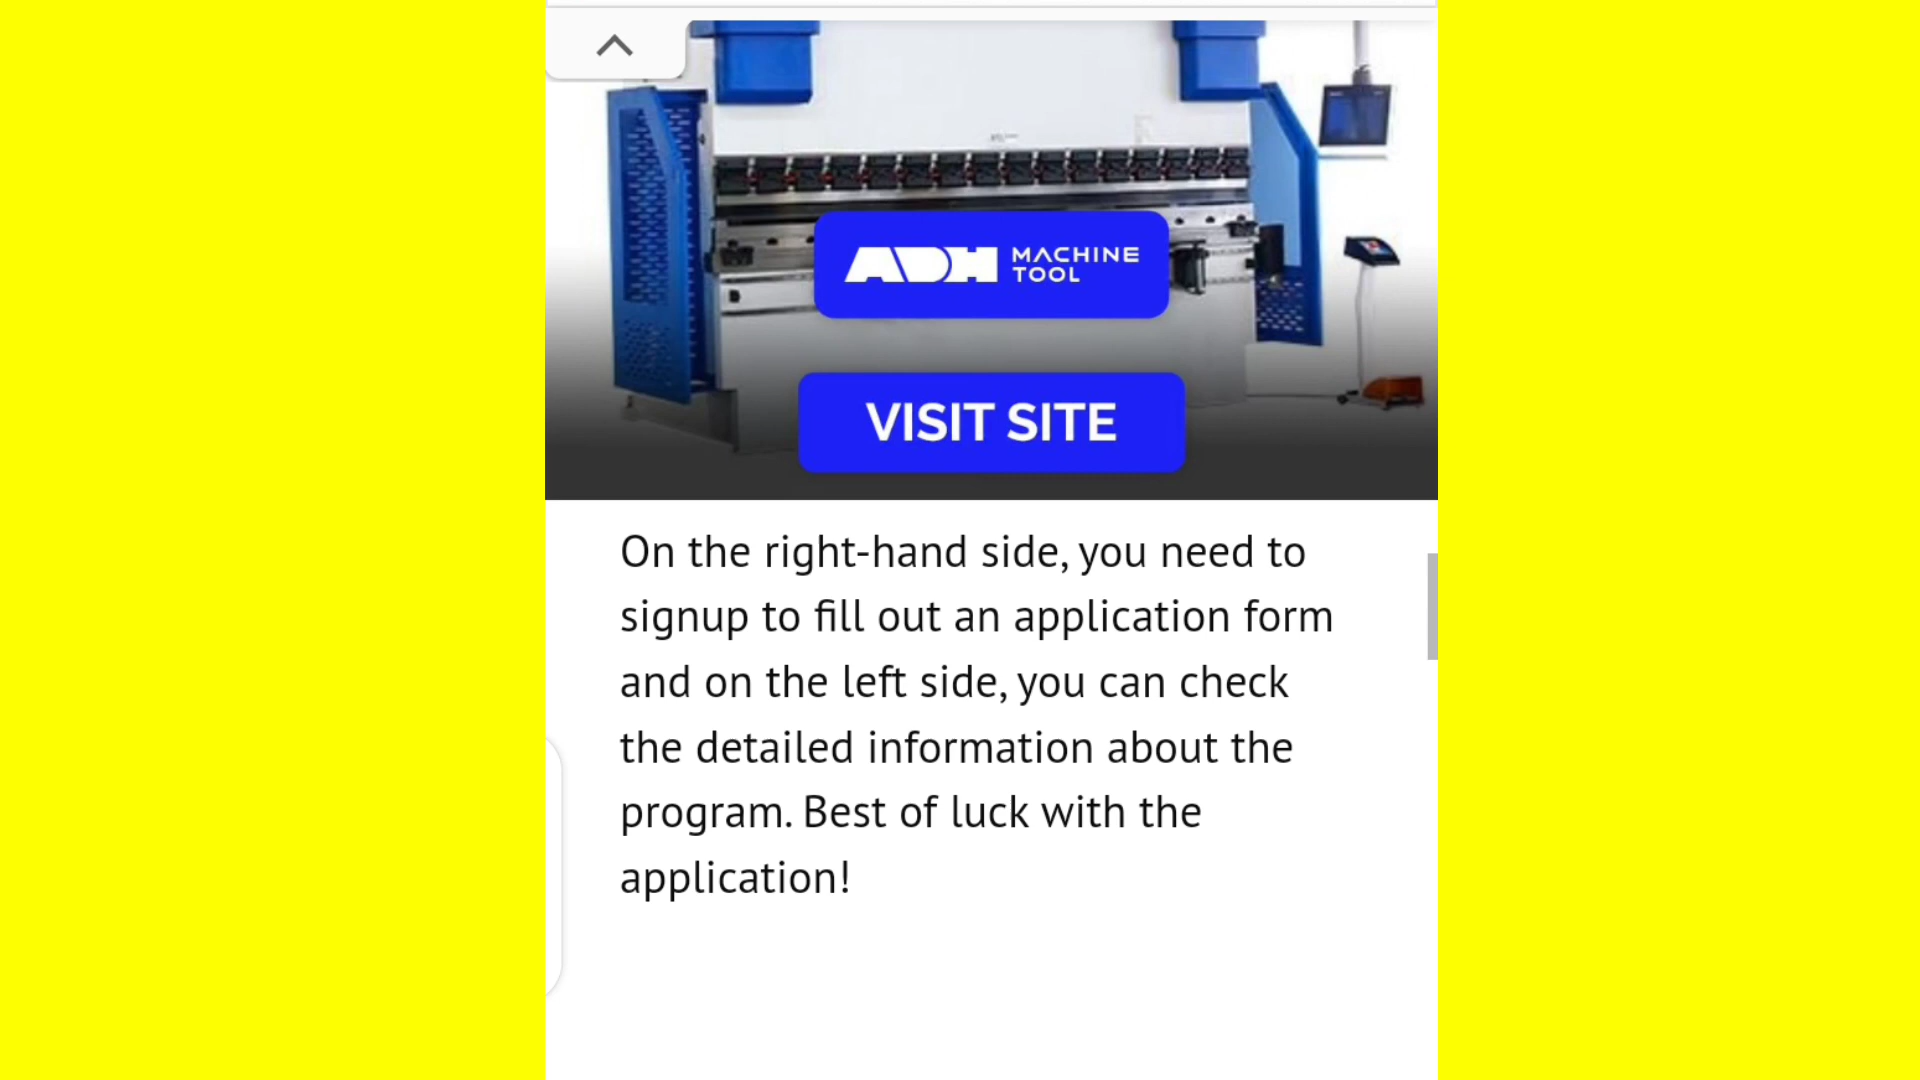 ADH MACHINE
TOOL
VISIT SITE
On the right-hand side, you need to
signup to fill out an application form
and on the left side, you can check
the detailed information about the
program. Best of luck with the
application!